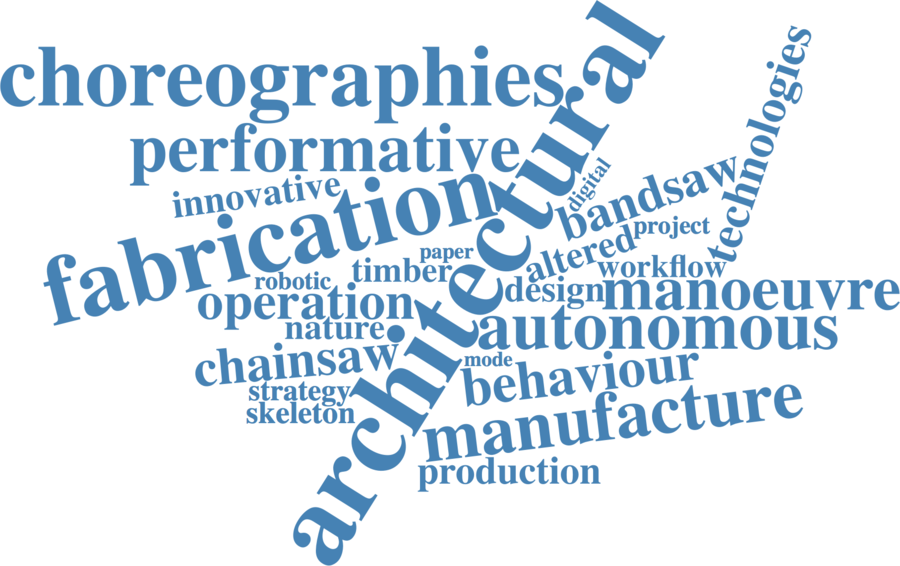 choreographies
architectural
technologies
performative
innovative
digital
fabrication
bandsaw
project
paper
altered
robotic
timber
workflow
operation
design
manoeuvre
nature
autonomous
chainsaw
mode
behaviour
strategy
skeleton
manufacture
production